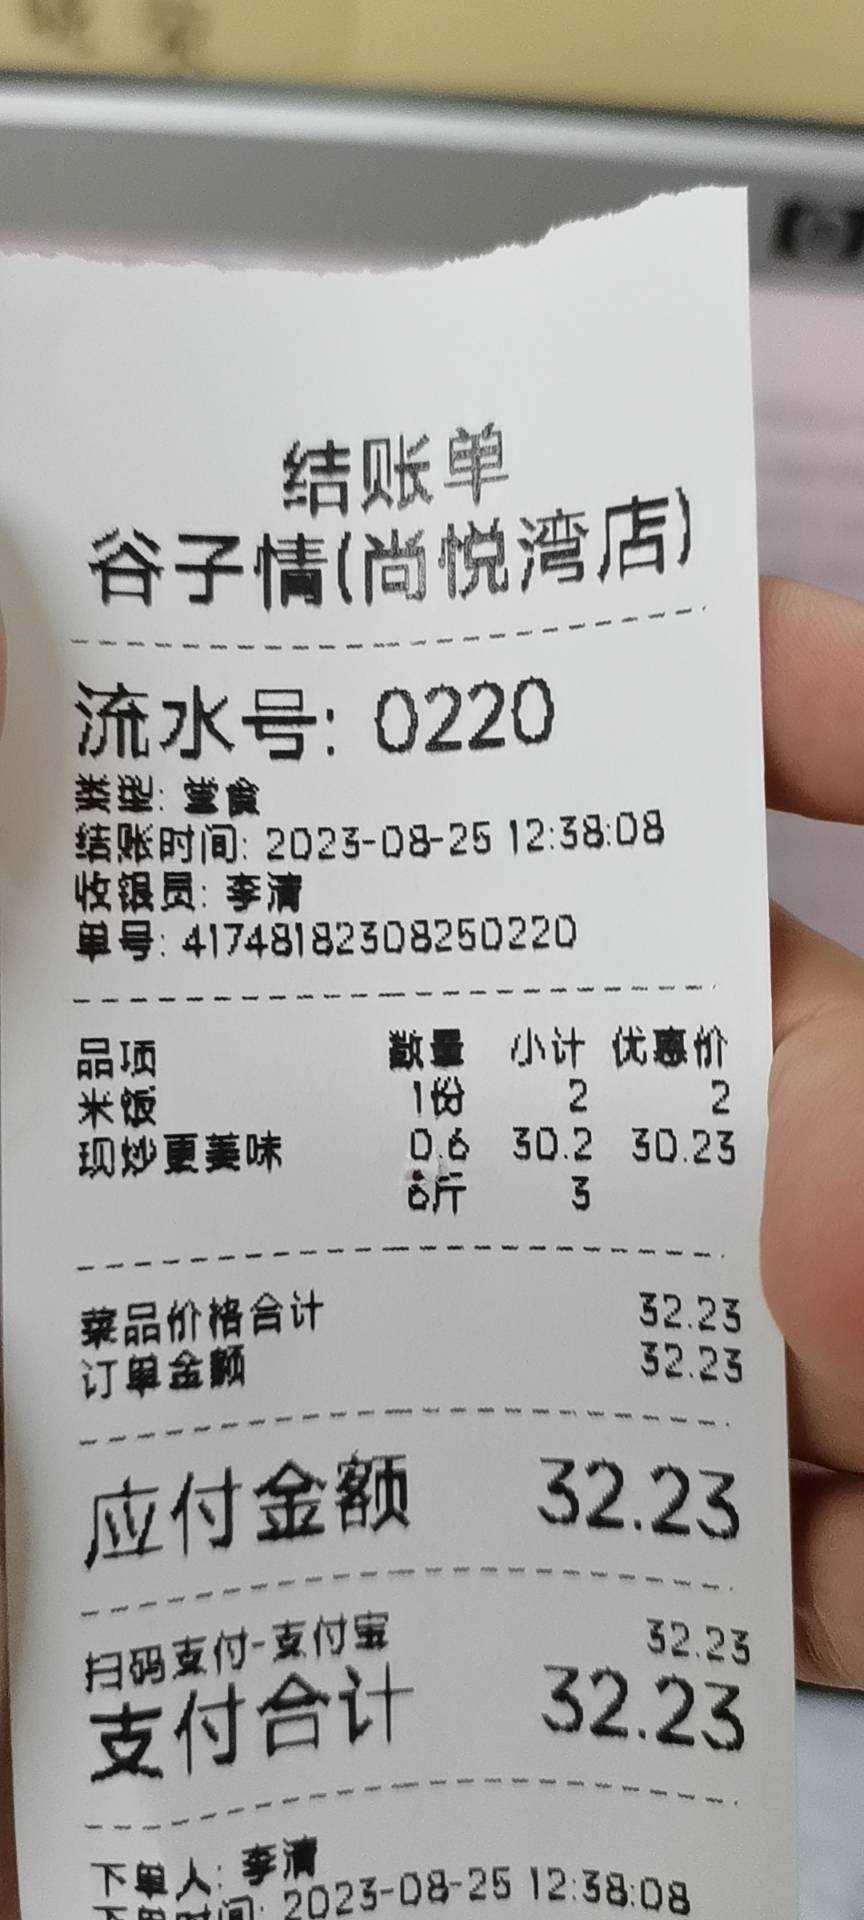 结账单
谷子情(尚悦湾店)
流水号: 0220
类型: 堂食
结账时间: 2023-08-25 12:38:08
收银员: 李清
单号: 41748182308250220
品项 数量 小计 优惠价
米饭 1份 2 2
现炒更美味 0.6 30.2 30.23
6斤 3
菜品价格合计 32.23
订单金额 32.23
应付金额 32.23
扫码支付-支付宝 32.23
支付合计 32.23
下单人: 李清
下单时间: 2023-08-25 12:38:08